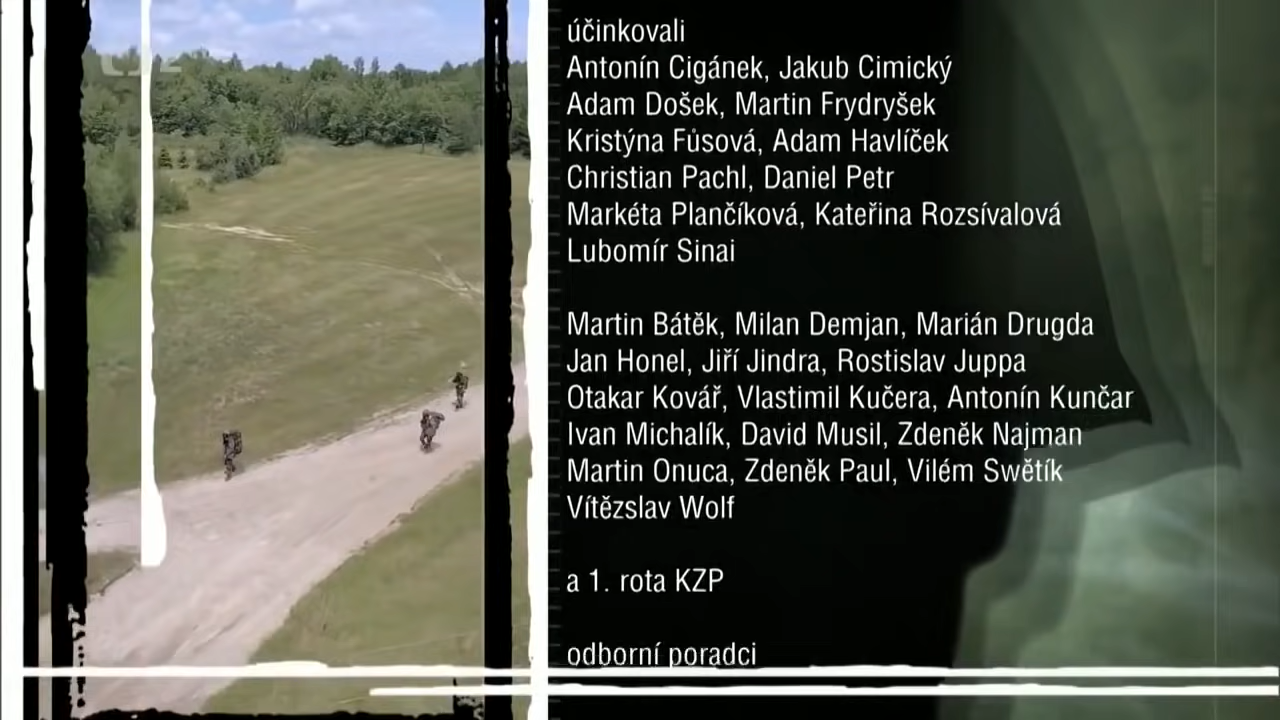 účinkovali
Antonín Cigánek, Jakub Cimický
Adam Došek, Martin Frydryšek
Kristýna Fůsová, Adam Havlíček
Christian Pachl, Daniel Petr
Markéta Plančíková, Kateřina Rozsívalová
Lubomír Sinai
Martin Bátěk, Milan Demjan, Marián Drugda
Jan Honel, Jiří Jindra, Rostislav Juppa
Otakar Kovář, Vlastimil Kučera, Antonín Kunčar
Ivan Michalík, David Musil, Zdeněk Najman
Martin Onuca, Zdeněk Paul, Vilém Swětík
Vítězslav Wolf
a 1. rota KZP
odborní poradci